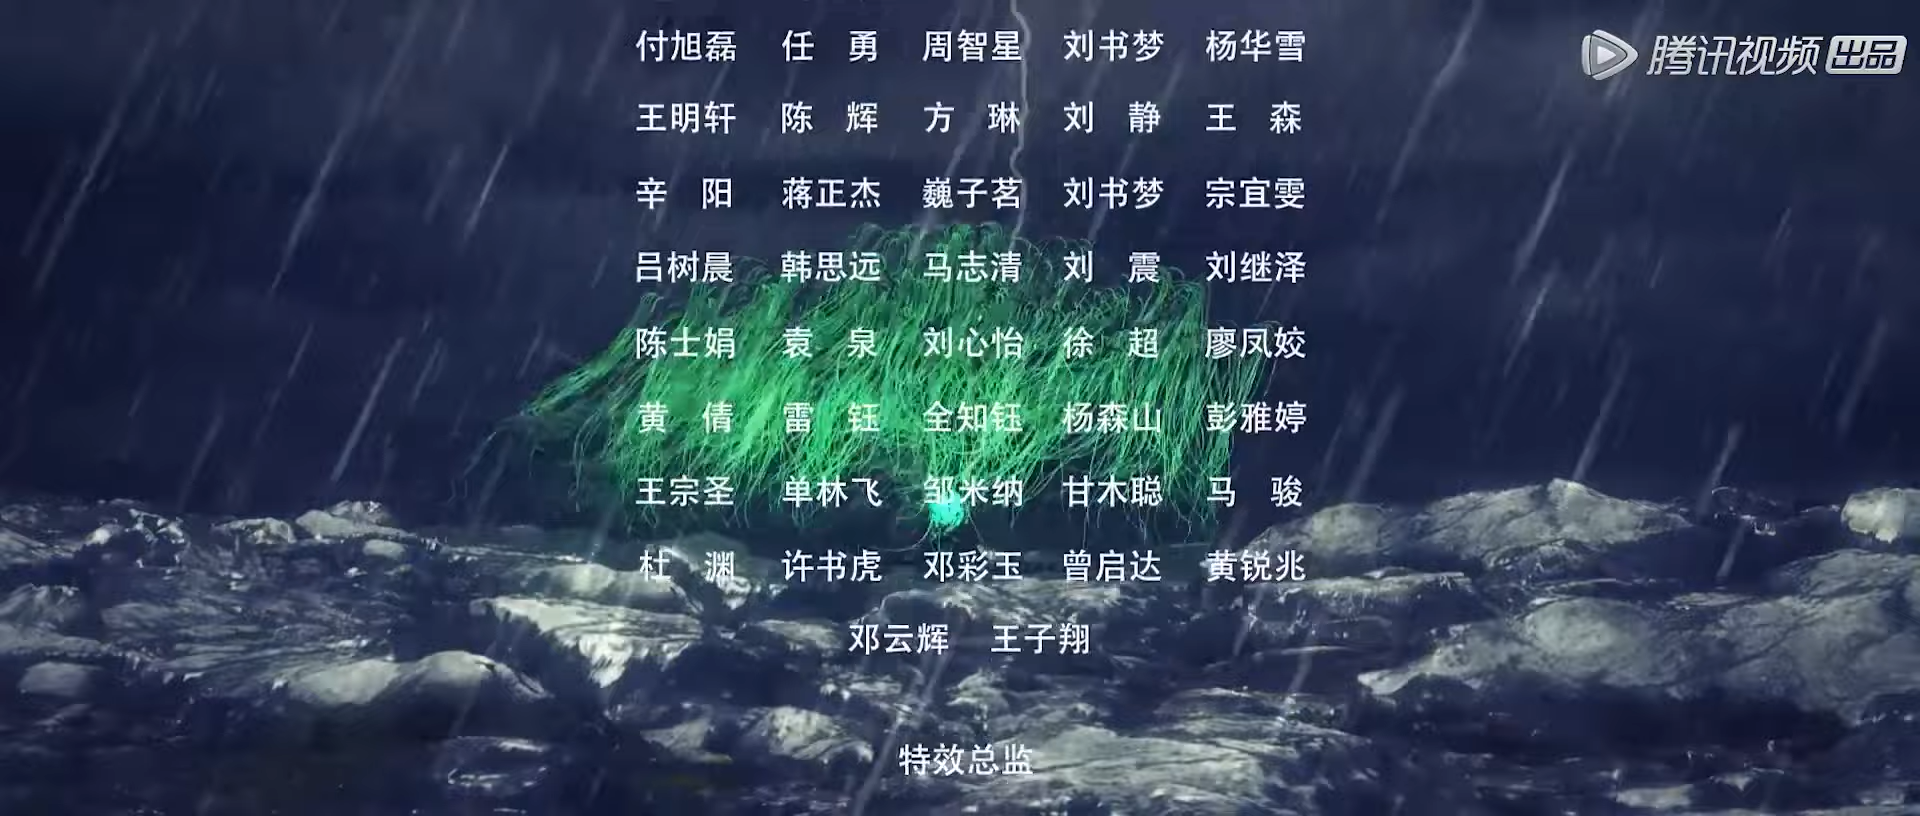 腾讯视频 出品
付旭磊 任 勇 周智星 刘书梦 杨华雪
王明轩 陈 辉 方 琳 刘 静 王 森
辛 阳 蒋正杰 巍子茗 刘书梦 宗宜雯
吕树晨 韩思远 马志清 刘 震 刘继泽
陈士娟 袁 泉 刘心怡 徐 超 廖凤姣
黄 倩 雷 钰 全知钰 杨森山 彭雅婷
王宗圣 单林飞 邹米纳 甘木聪 马 骏
杜 渊 许书虎 邓彩玉 曾启达 黄锐兆
邓云辉 王子翔
特效总监